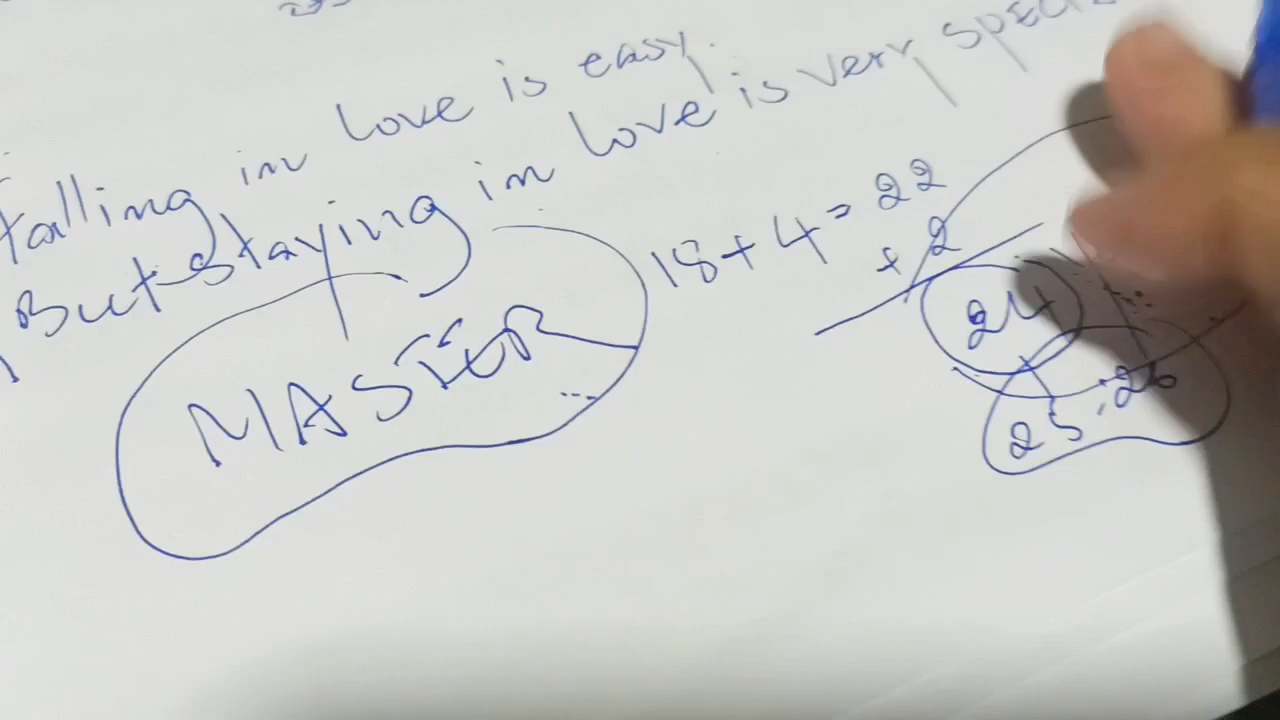 Falling in love is easy.
But staying in love is very
MASTER
18 + 4 = 22
+ 2
24
25, 26